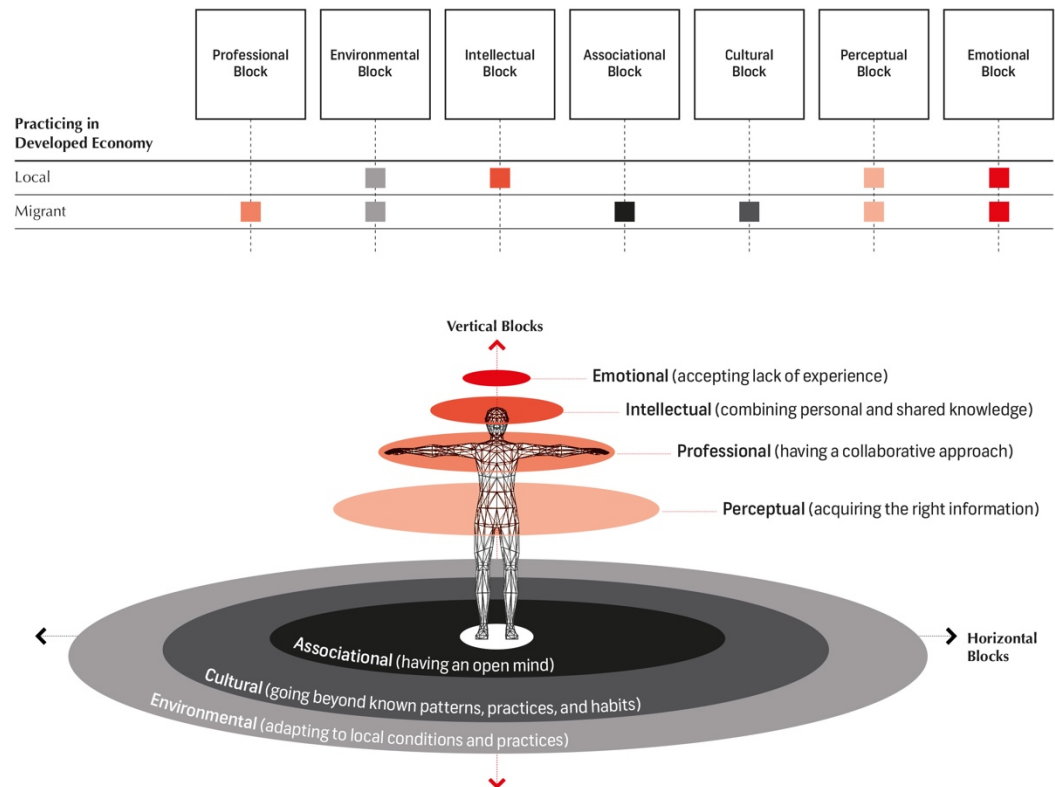 Professional
Block
Environmental
Block
Intellectual
Block
Associational
Block
Cultural
Block
Perceptual
Block
Emotional
Block
Practicing in
Developed Economy
Local
Migrant
Vertical Blocks
Emotional (accepting lack of experience)
Intellectual (combining personal and shared knowledge)
Professional (having a collaborative approach)
Perceptual (acquiring the right information)
Horizontal
Blocks
Associational (having an open mind)
Cultural (going beyond known patterns, practices, and habits)
Environmental (adapting to local conditions and practices)